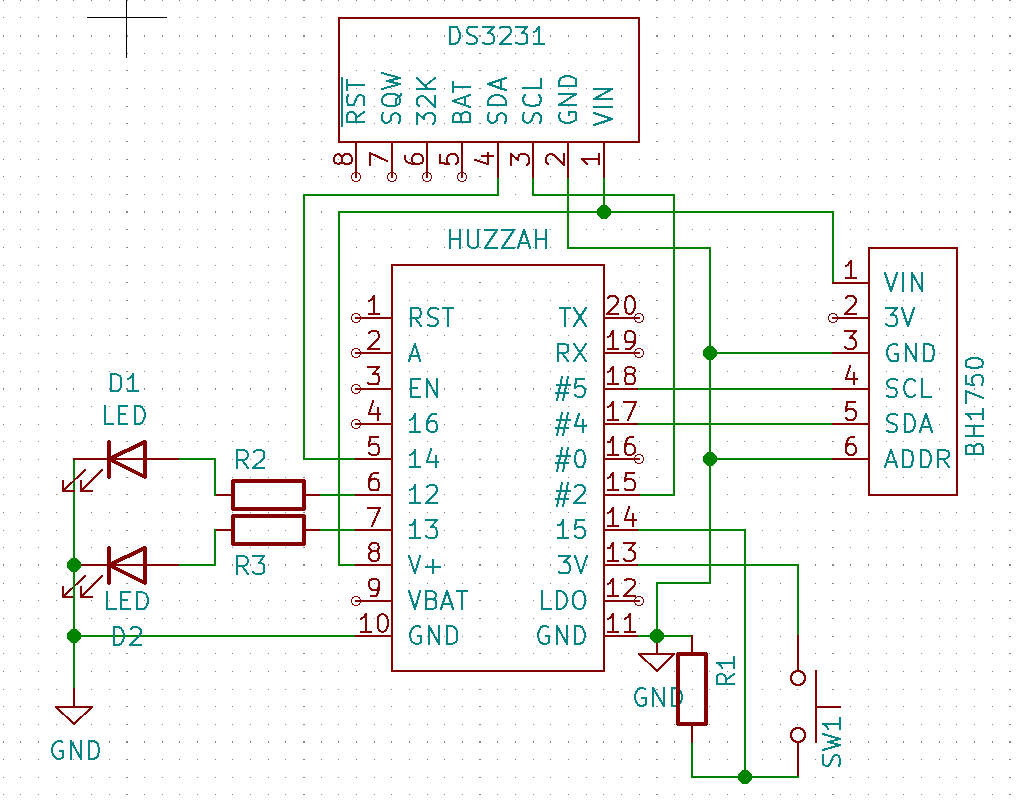 DS3231
RST SQW 32K BAT SDA SCL GND VIN
8 7 6 5 4 3 2 1
HUZZAH
1 RST TX 20
2 A RX 19
3 EN #5 18
4 16 #4 17
5 14 #0 16
6 12 #2 15
7 13 15 14
8 V+ 3V 13
9 VBAT LDO 12
10 GND GND 11
1 VIN
2 3V
3 GND
4 SCL
5 SDA
6 ADDR
BH1750
D1
LED
R2
R3
LED
D2
GND
GND
R1
SW1